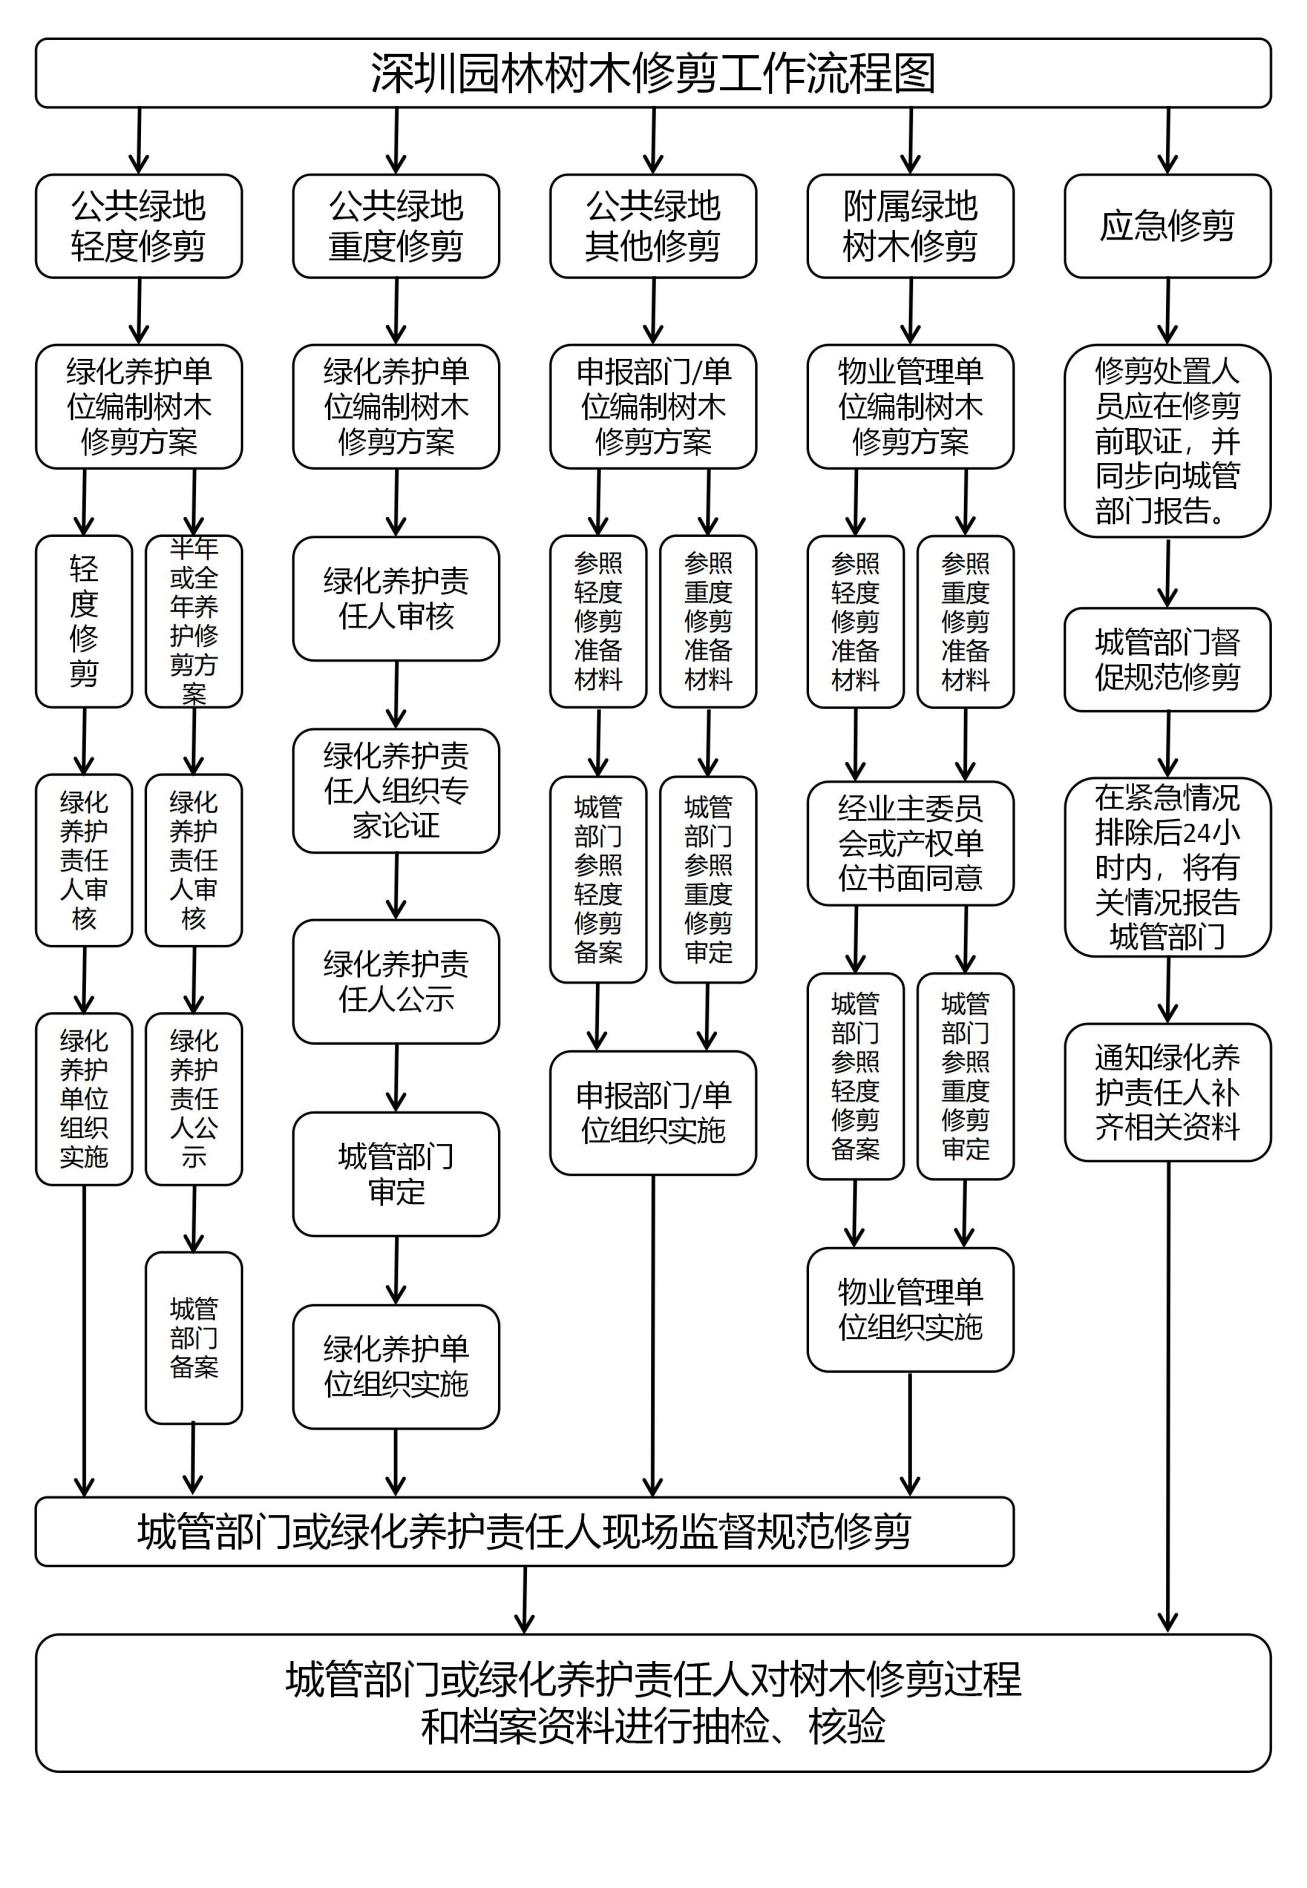 深圳园林树木修剪工作流程图
公共绿地
轻度修剪
绿化养护单
位编制树木
修剪方案
轻
度
修
剪
绿化
养护
责任
人审
核
绿化
养护
单位
组织
实施
半年
或全
年养
护修
剪方
案
绿化
养护
责任
人审
核
绿化
养护
责任
人公
示
城管
部门
备案
公共绿地
重度修剪
绿化养护单
位编制树木
修剪方案
绿化养护责
任人审核
绿化养护责
任人组织专
家论证
绿化养护责
任人公示
城管部门
审定
绿化养护单
位组织实施
公共绿地
其他修剪
申报部门/单
位编制树木
修剪方案
参照
轻度
修剪
准备
材料
城管
部门
参照
轻度
修剪
备案
参照
重度
修剪
准备
材料
城管
部门
参照
重度
修剪
审定
申报部门/单
位组织实施
附属绿地
树木修剪
物业管理单
位编制树木
修剪方案
参照
轻度
修剪
准备
材料
参照
重度
修剪
准备
材料
经业主委员
会或产权单
位书面同意
城管
部门
参照
轻度
修剪
备案
城管
部门
参照
重度
修剪
审定
物业管理单
位组织实施
应急修剪
修剪处置人
员应在修剪
前取证，并
同步向城管
部门报告。
城管部门督
促规范修剪
在紧急情况
排除后24小
时内，将有
关情况报告
城管部门
通知绿化养
护责任人补
齐相关资料
城管部门或绿化养护责任人现场监督规范修剪
城管部门或绿化养护责任人对树木修剪过程
和档案资料进行抽检、核验